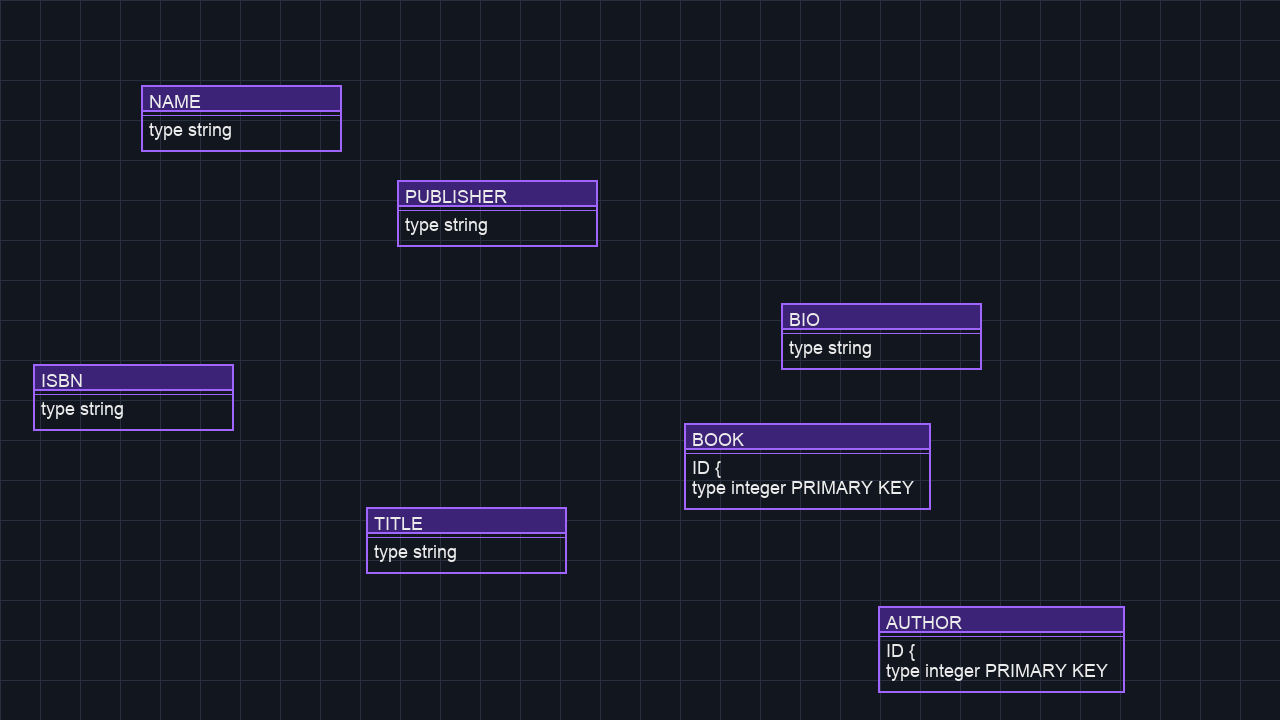 NAME
type string
PUBLISHER
type string
BIO
type string
ISBN
type string
BOOK
ID {
type integer PRIMARY KEY
TITLE
type string
AUTHOR
ID {
type integer PRIMARY KEY